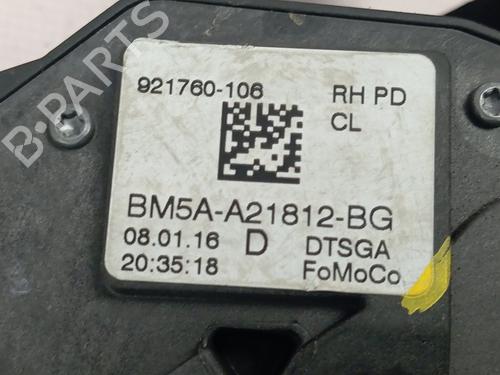 921760-106 RH PD
CL
BM5A-A21812-BG
08.01.16 D DTSGA
20:35:18 FoMoCo
B-PARTS